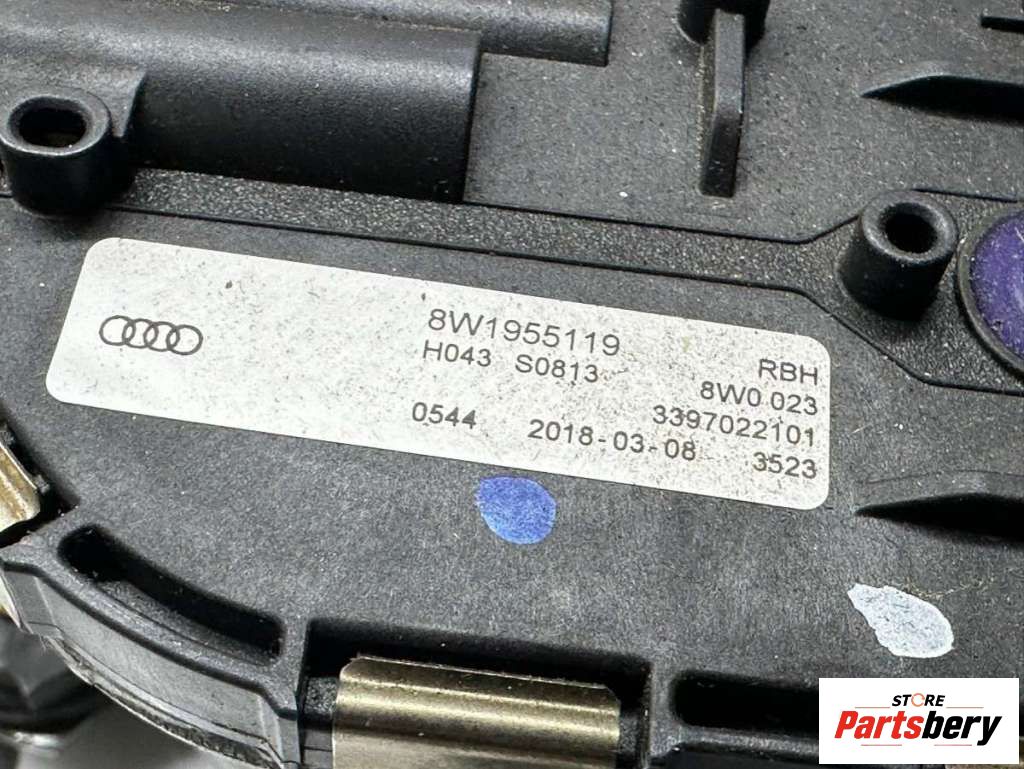 8W1955119
H043 S0813 RBH
8W0 023
3397022101
0544 2018-03-08 3523
STORE
Partsbery